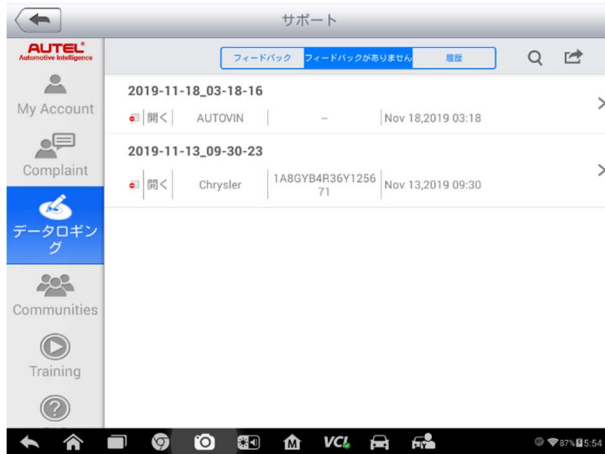 サポート
AUTEL
Automotive Intelligence
フィードバック
フィードバックがありません
履歴
My Account
Complaint
データロギン
グ
Communities
Training
2019-11-18_03-18-16
開く
AUTOVIN
-
Nov 18,2019 03:18
2019-11-13_09-30-23
開く
Chrysler
1A8GYB4R36Y1256
71
Nov 13,2019 09:30
VCI
87%
5:54